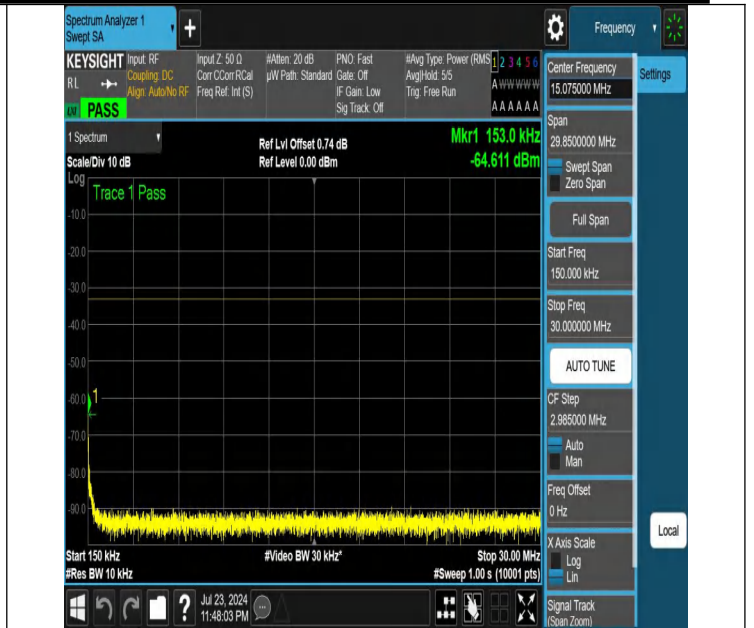 Spectrum Analyzer 1
Swept SA
+
Frequency
KEYSIGHT
RL
PASS
Input: RF
Coupling: DC
Align: Auto/No RF
Input Z: 50 Ω
Corr CCorr RCal
Freq Ref: Int (S)
#Atten: 20 dB
µW Path: Standard
PNO: Fast
Gate: Off
IF Gain: Low
Sig Track: Off
#Avg Type: Power (RMS
Avg|Hold: 5/5
Trig: Free Run
1 2 3 4 5 6
A W W W W W
A A A A A A
1 Spectrum
Scale/Div 10 dB
Ref Lvl Offset 0.74 dB
Ref Level 0.00 dBm
Mkr1 153.0 kHz
-64.611 dBm
Log
Trace 1 Pass
-10.0
-20.0
-30.0
-40.0
-50.0
-60.0
1
-70.0
-80.0
-90.0
Start 150 kHz
#Video BW 30 kHz*
Stop 30.00 MHz
#Res BW 10 kHz
#Sweep 1.00 s (10001 pts)
?
Jul 23, 2024
11:48:03 PM
Center Frequency
15.075000 MHz
Settings
Span
29.8500000 MHz
Swept Span
Zero Span
Full Span
Start Freq
150.000 kHz
Stop Freq
30.000000 MHz
AUTO TUNE
CF Step
2.985000 MHz
Auto
Man
Freq Offset
0 Hz
X Axis Scale
Log
Lin
Local
Signal Track
(Span Zoom)